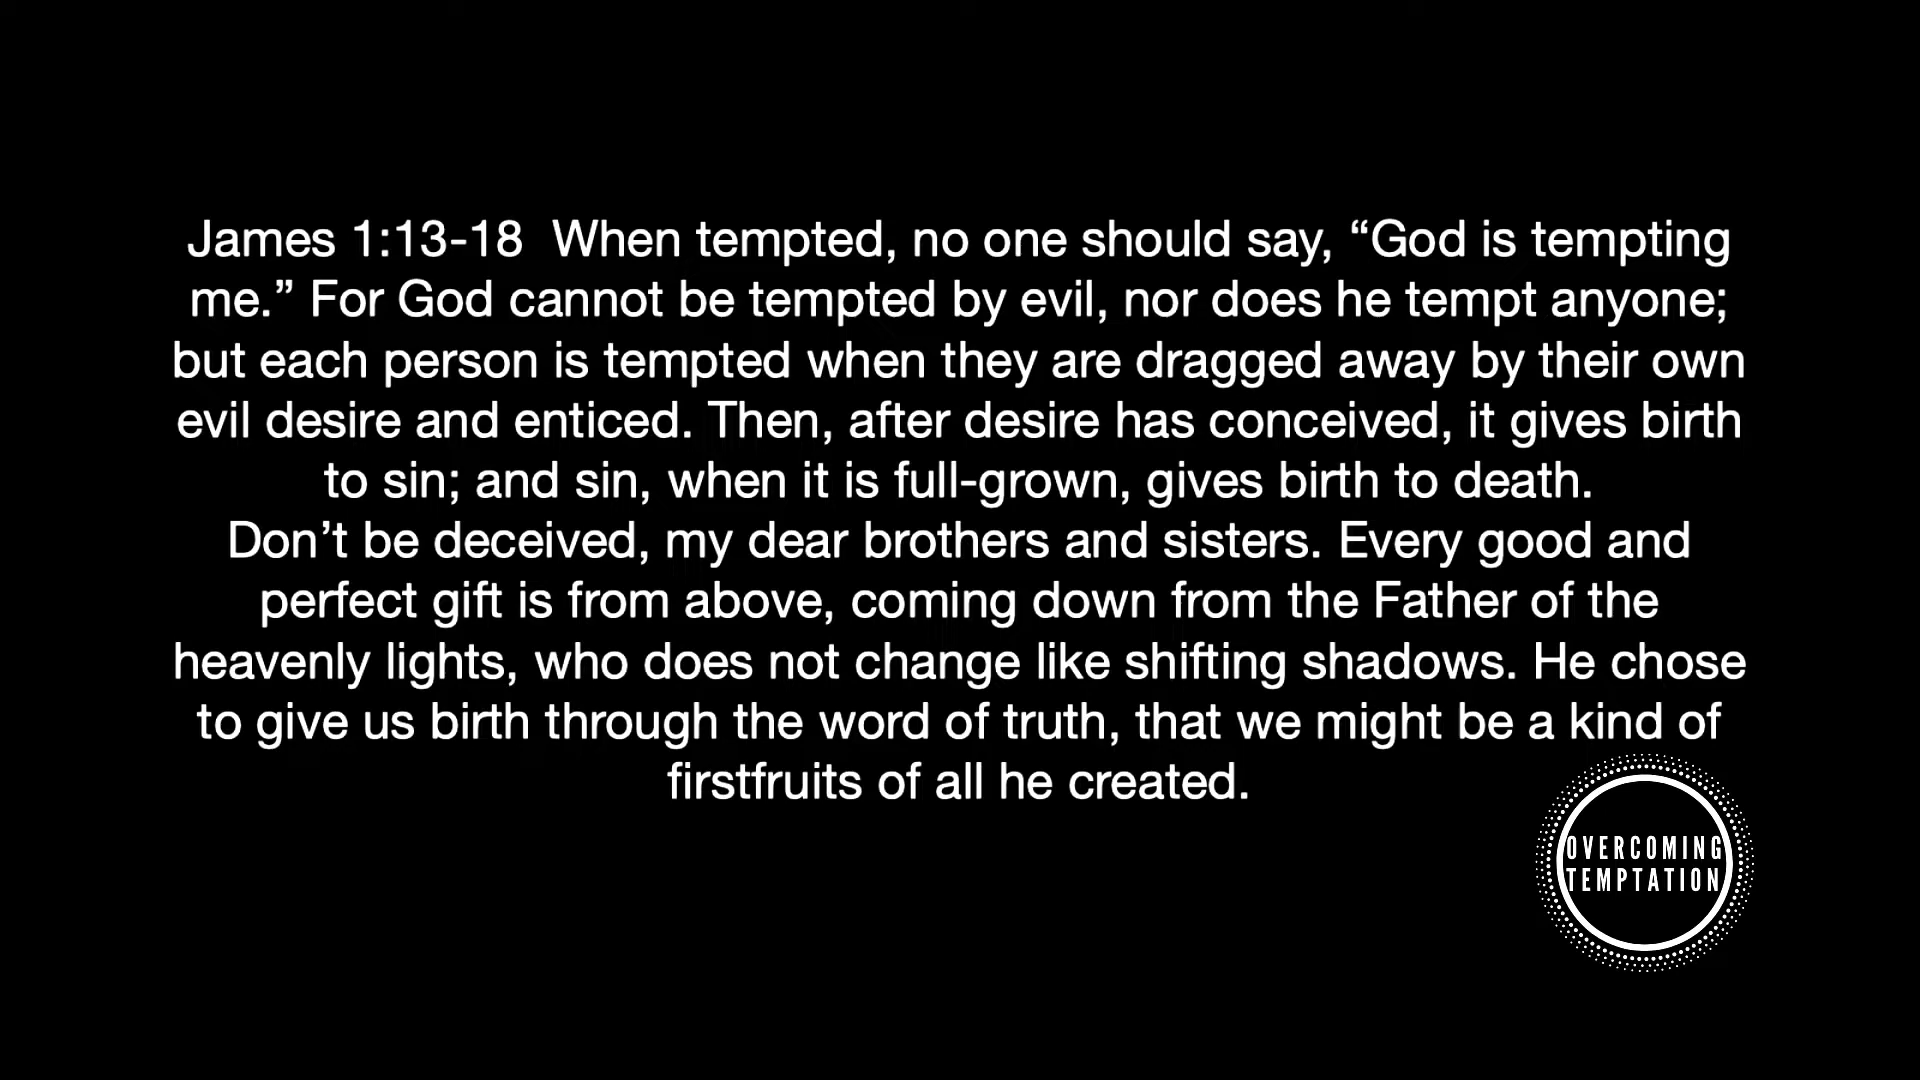 James 1:13-18  When tempted, no one should say, “God is tempting
me.” For God cannot be tempted by evil, nor does he tempt anyone;
but each person is tempted when they are dragged away by their own
evil desire and enticed. Then, after desire has conceived, it gives birth
to sin; and sin, when it is full-grown, gives birth to death.
Don’t be deceived, my dear brothers and sisters. Every good and
perfect gift is from above, coming down from the Father of the
heavenly lights, who does not change like shifting shadows. He chose
to give us birth through the word of truth, that we might be a kind of
firstfruits of all he created.
OVERCOMING
TEMPTATION